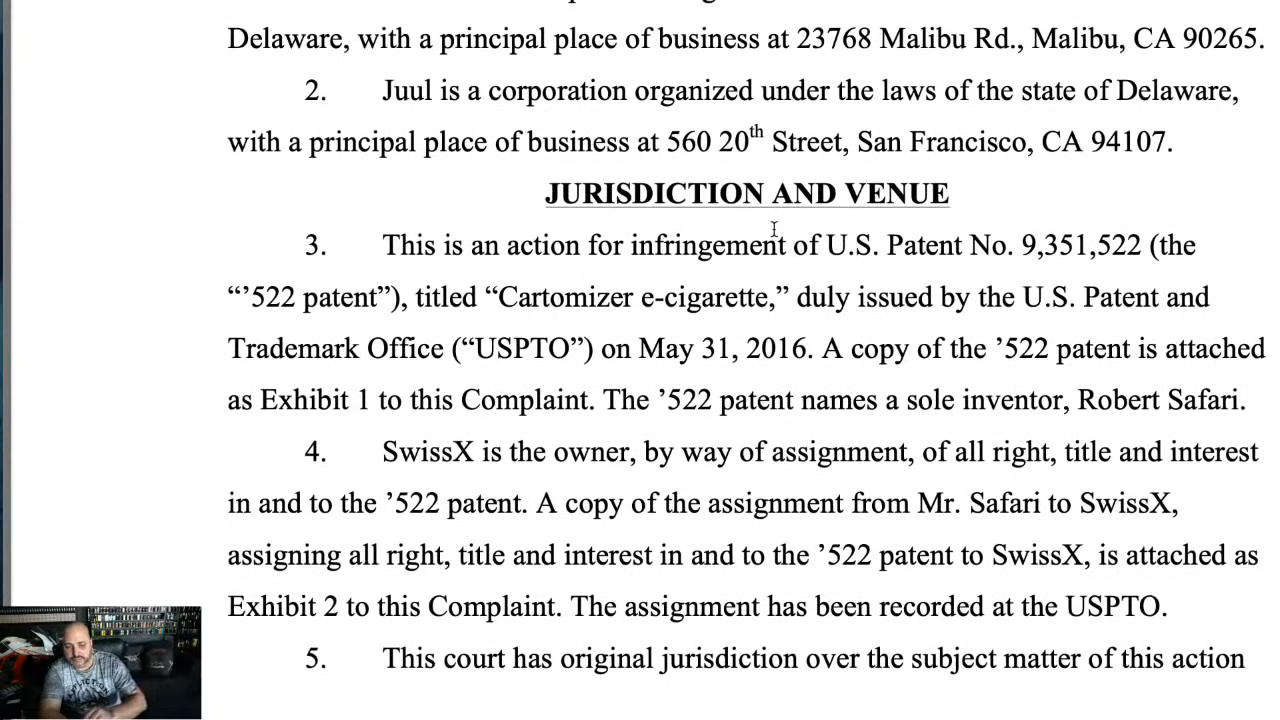 Delaware, with a principal place of business at 23768 Malibu Rd., Malibu, CA 90265.
2. Juul is a corporation organized under the laws of the state of Delaware,
with a principal place of business at 560 20th Street, San Francisco, CA 94107.
JURISDICTION AND VENUE
3. This is an action for infringement of U.S. Patent No. 9,351,522 (the
“’522 patent”), titled “Cartomizer e-cigarette,” duly issued by the U.S. Patent and
Trademark Office (“USPTO”) on May 31, 2016. A copy of the ’522 patent is attached
as Exhibit 1 to this Complaint. The ’522 patent names a sole inventor, Robert Safari.
4. SwissX is the owner, by way of assignment, of all right, title and interest
in and to the ’522 patent. A copy of the assignment from Mr. Safari to SwissX,
assigning all right, title and interest in and to the ’522 patent to SwissX, is attached as
Exhibit 2 to this Complaint. The assignment has been recorded at the USPTO.
5. This court has original jurisdiction over the subject matter of this action